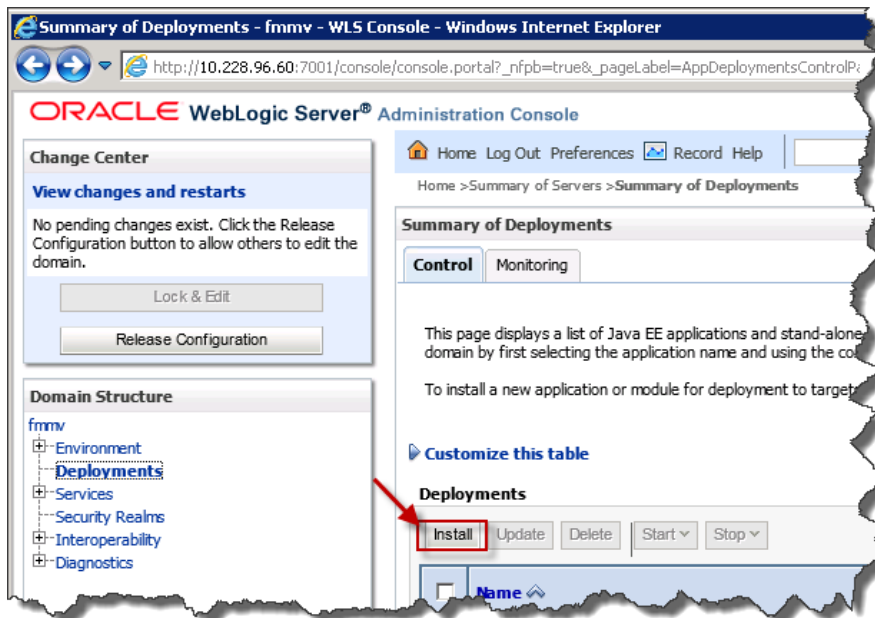 Summary of Deployments - fmmv - WLS Console - Windows Internet Explorer
http://10.228.96.60:7001/console/console.portal?_nfpb=true&_pageLabel=AppDeploymentsControlPa
ORACLE WebLogic Server® Administration Console
Change Center
View changes and restarts
No pending changes exist. Click the Release
Configuration button to allow others to edit the
domain.
Lock & Edit
Release Configuration
Domain Structure
fmmv
Environment
Deployments
Services
Security Realms
Interoperability
Diagnostics
Home Log Out Preferences Record Help
Home >Summary of Servers >Summary of Deployments
Summary of Deployments
Control Monitoring
This page displays a list of Java EE applications and stand-alone
domain by first selecting the application name and using the co
To install a new application or module for deployment to targets
Customize this table
Deployments
Install Update Delete Start Stop
Name